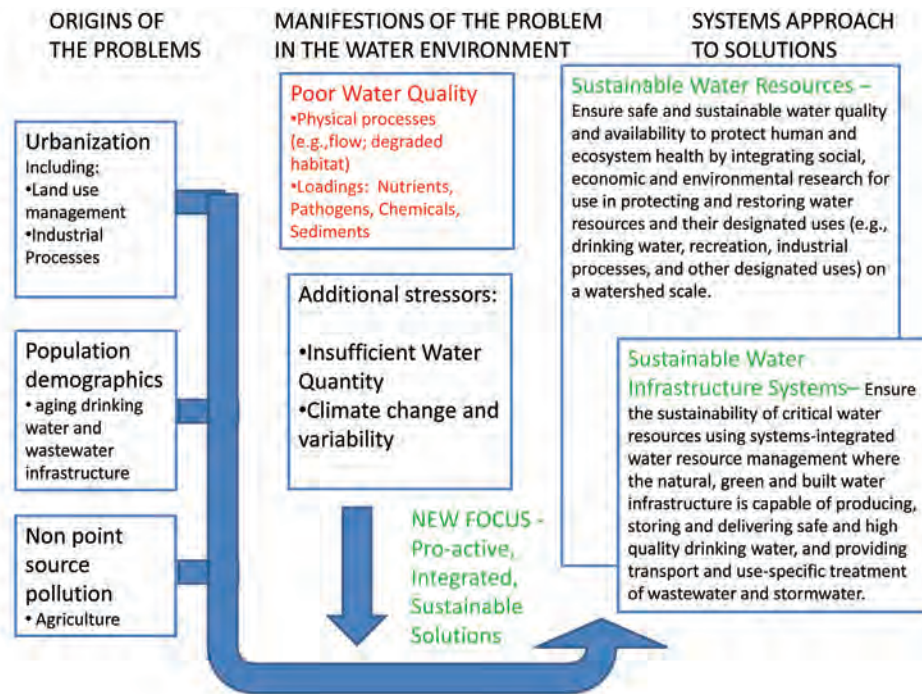 ORIGINS OF
THE PROBLEMS
Urbanization
Including:
•Land use
management
•Industrial
Processes
Population
demographics
• aging drinking
water and
wastewater
infrastructure
Non point
source
pollution
• Agriculture
MANIFESTIONS OF THE PROBLEM
IN THE WATER ENVIRONMENT
Poor Water Quality
•Physical processes
(e.g.,flow; degraded
habitat)
•Loadings: Nutrients,
Pathogens, Chemicals,
Sediments
Additional stressors:
•Insufficient Water
Quantity
•Climate change and
variability
NEW FOCUS -
Pro-active,
Integrated,
Sustainable
Solutions
SYSTEMS APPROACH
TO SOLUTIONS
Sustainable Water Resources –
Ensure safe and sustainable water quality
and availability to protect human and
ecosystem health by integrating social,
economic and environmental research for
use in protecting and restoring water
resources and their designated uses (e.g.,
drinking water, recreation, industrial
processes, and other designated uses) on
a watershed scale.
Sustainable Water
Infrastructure Systems– Ensure
the sustainability of critical water
resources using systems-integrated
water resource management where
the natural, green and built water
infrastructure is capable of producing,
storing and delivering safe and high
quality drinking water, and providing
transport and use-specific treatment
of wastewater and stormwater.